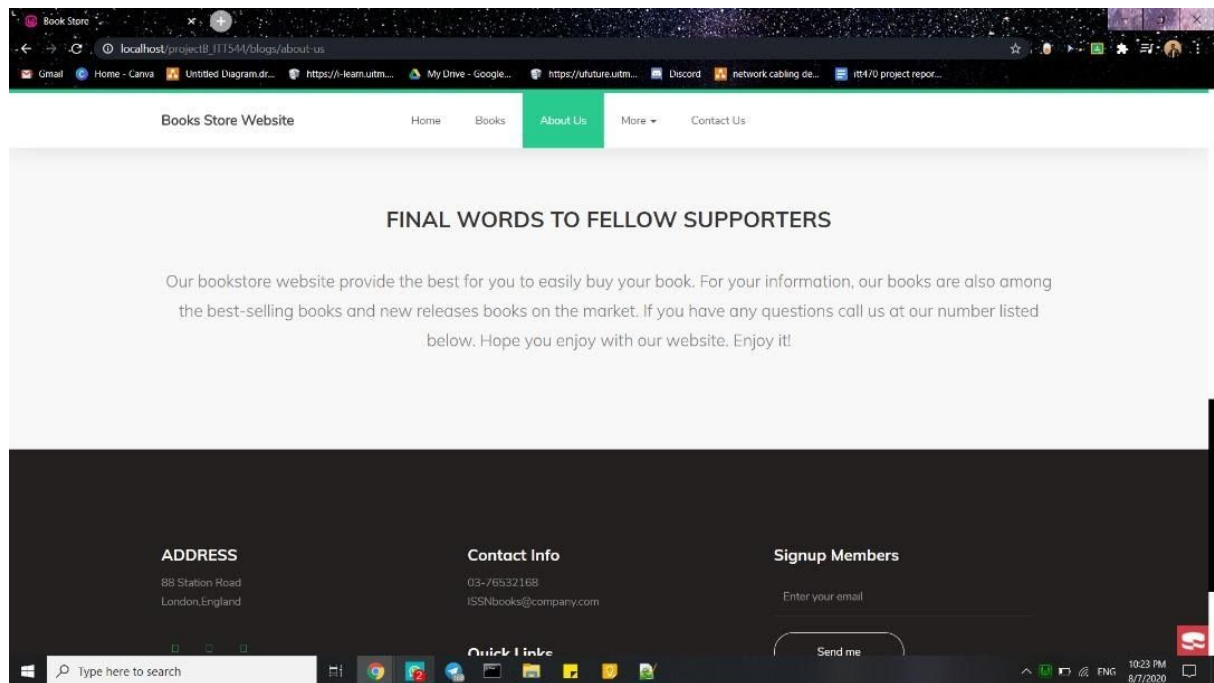 Book Store
localhost/projectB_ITT544/blogs/about-us
Gmail
Home - Canva
Untitled Diagram.dr...
https://i-learn.uitm....
My Drive - Google...
https://ufuture.uitm...
Discord
network cabling de...
itt470 project repor...
Books Store Website
Home
Books
About Us
More
Contact Us
FINAL WORDS TO FELLOW SUPPORTERS
Our bookstore website provide the best for you to easily buy your book. For your information, our books are also among
the best-selling books and new releases books on the market. If you have any questions call us at our number listed
below. Hope you enjoy with our website. Enjoy it!
ADDRESS
88 Station Road
London,England
Contact Info
03-76532168
ISSNbooks@company.com
Quick Links
Signup Members
Enter your email
Send me
Type here to search
ENG
10:23 PM
8/7/2020